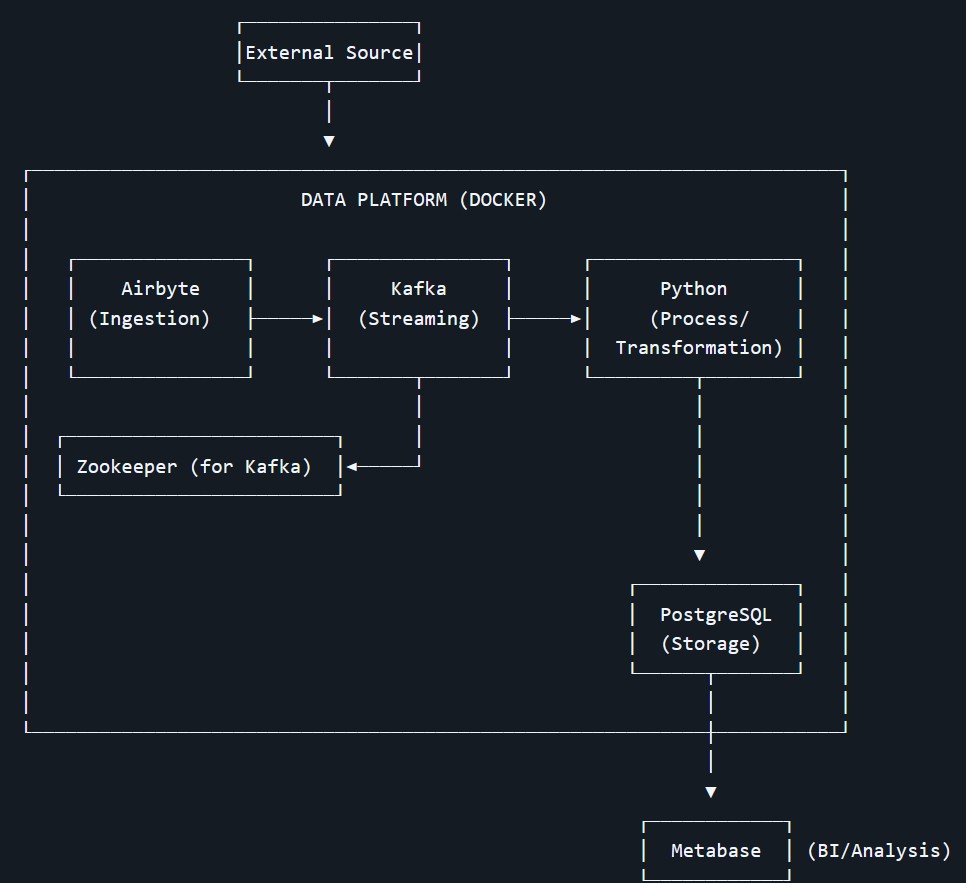 External Source
DATA PLATFORM (DOCKER)
Airbyte
(Ingestion)
Kafka
(Streaming)
Python
(Process/
Transformation)
Zookeeper (for Kafka)
PostgreSQL
(Storage)
Metabase
(BI/Analysis)